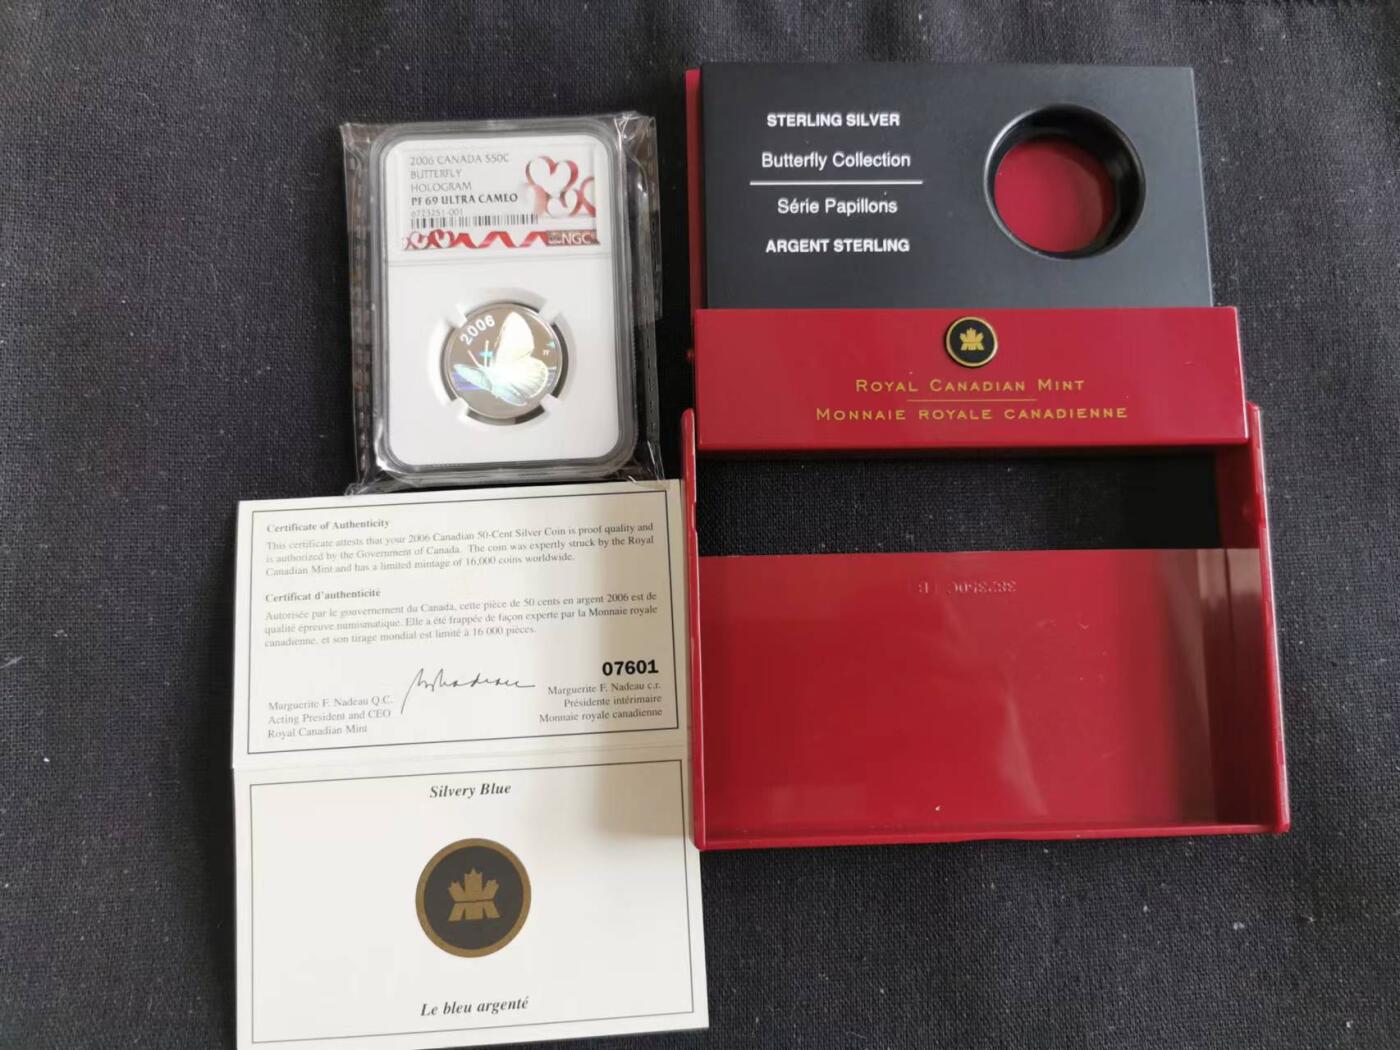 2006 CANADA S50C
BUTTERFLY
HOLOGRAM
PF 69 ULTRA CAMEO
6723251-001
NGC
2006
Certificate of Authenticity
This certificate attests that your 2006 Canadian 50-Cent Silver Coin is proof quality and
is authorized by the Government of Canada. The coin was expertly struck by the Royal
Canadian Mint and has a limited mintage of 16,000 coins worldwide.
Certificat d'authenticité
Autorisée par le gouvernement du Canada, cette pièce de 50 cents en argent 2006 est de
qualité épreuve numismatique. Elle a été frappée de façon experte par la Monnaie royale
canadienne, et son tirage mondial est limité à 16 000 pièces.
07601
Marguerite F. Nadeau Q.C.
Acting President and CEO
Royal Canadian Mint
Marguerite F. Nadeau c.r.
Présidente intérimaire
Monnaie royale canadienne
Silvery Blue
Le bleu argenté
STERLING SILVER
Butterfly Collection
Série Papillons
ARGENT STERLING
ROYAL CANADIAN MINT
MONNAIE ROYALE CANADIENNE